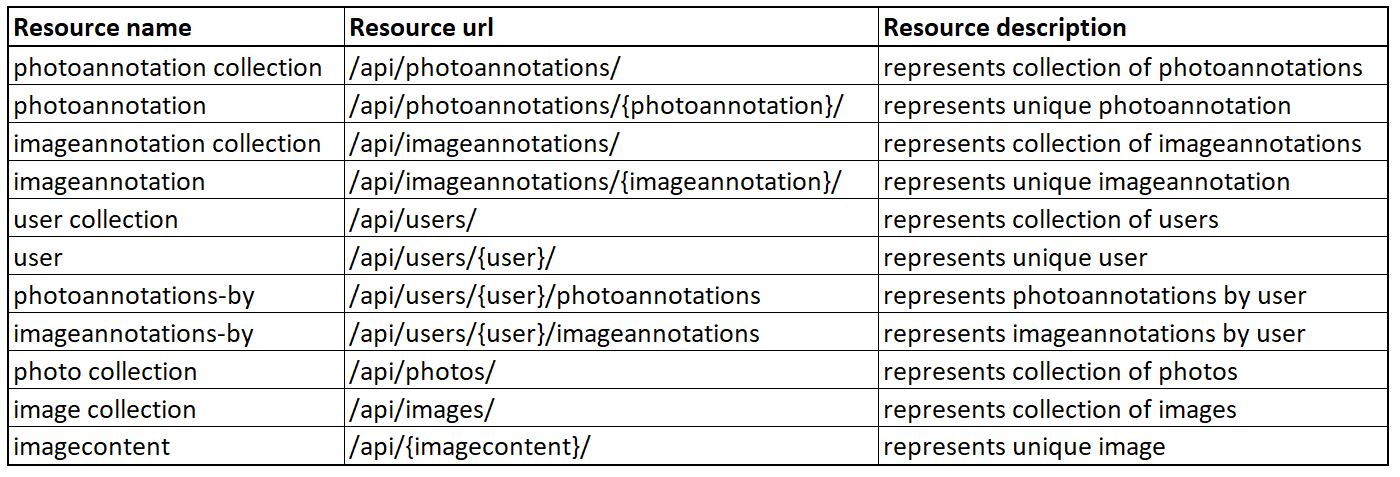 Resource name Resource url Resource description
photoannotation collection /api/photoannotations/ represents collection of photoannotations
photoannotation /api/photoannotations/{photoannotation}/ represents unique photoannotation
imageannotation collection /api/imageannotations/ represents collection of imageannotations
imageannotation /api/imageannotations/{imageannotation}/ represents unique imageannotation
user collection /api/users/ represents collection of users
user /api/users/{user}/ represents unique user
photoannotations-by /api/users/{user}/photoannotations represents photoannotations by user
imageannotations-by /api/users/{user}/imageannotations represents imageannotations by user
photo collection /api/photos/ represents collection of photos
image collection /api/images/ represents collection of images
imagecontent /api/{imagecontent}/ represents unique image